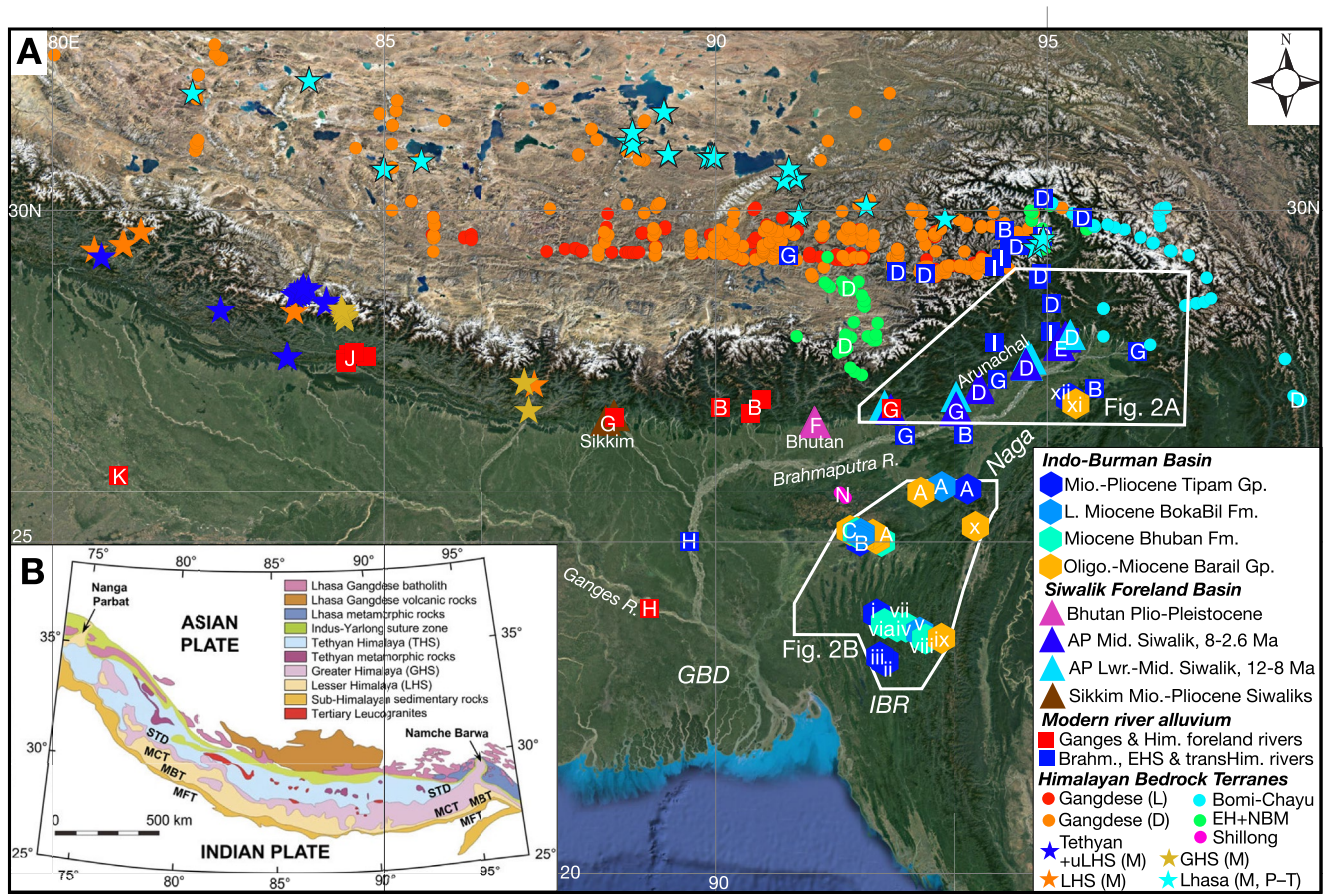 A
80E
85
90
95
N
30N
30N
G
D
D
B
D
I
I
D
D
D
D
D
I
I
D
E
G
Arunachal
D
D
G
G
G
xii
B
xi
Fig. 2A
J
B
B
G
Sikkim
F
Bhutan
G
B
K
Brahmaputra R.
Naga
N
A
A
A
25
H
C
B
A
x
D
Ganges R.
H
i
vii
via
iv
v
viii
ix
iii
ii
Fig. 2B
GBD
IBR
20
90
Indo-Burman Basin
Mio.-Pliocene Tipam Gp.
L. Miocene BokaBil Fm.
Miocene Bhuban Fm.
Oligo.-Miocene Barail Gp.
Siwalik Foreland Basin
Bhutan Plio-Pleistocene
AP Mid. Siwalik, 8-2.6 Ma
AP Lwr.-Mid. Siwalik, 12-8 Ma
Sikkim Mio.-Pliocene Siwaliks
Modern river alluvium
Ganges & Him. foreland rivers
Brahm., EHS & transHim. rivers
Himalayan Bedrock Terranes
Gangdese (L)
Bomi-Chayu
Gangdese (D)
EH+NBM
Shillong
Tethyan
+uLHS (M)
GHS (M)
LHS (M)
Lhasa (M, P–T)
B
75°
80°
85°
90°
95°
Nanga
Parbat
ASIAN
PLATE
Lhasa Gangdese batholith
Lhasa Gangdese volcanic rocks
Lhasa metamorphic rocks
Indus-Yarlong suture zone
Tethyan Himalaya (THS)
Tethyan metamorphic rocks
Greater Himalaya (GHS)
Lesser Himalaya (LHS)
Sub-Himalayan sedimentary rocks
Tertiary Leucogranites
35°
35°
Namche Barwa
30°
30°
STD
MCT
MBT
MFT
STD
MCT
MBT
MFT
0
500 km
INDIAN PLATE
25°
25°
75°
80°
85°
90°
95°